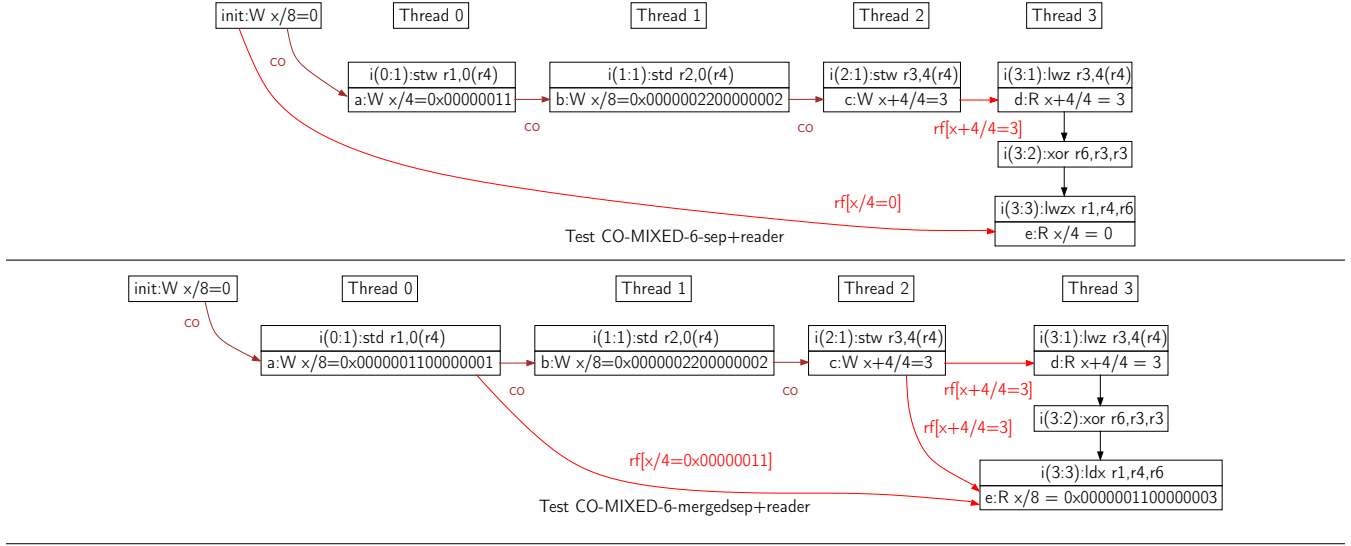 init:W x/8=0
Thread 0
Thread 1
Thread 2
Thread 3
co
i(0:1):stw r1,0(r4)
a:W x/4=0x00000011
co
i(1:1):std r2,0(r4)
b:W x/8=0x0000002200000002
co
i(2:1):stw r3,4(r4)
c:W x+4/4=3
rf[x+4/4=3]
i(3:1):lwz r3,4(r4)
d:R x+4/4 = 3
i(3:2):xor r6,r3,r3
rf[x/4=0]
i(3:3):lwzx r1,r4,r6
e:R x/4 = 0
Test CO-MIXED-6-sep+reader
init:W x/8=0
Thread 0
Thread 1
Thread 2
Thread 3
co
i(0:1):std r1,0(r4)
a:W x/8=0x0000001100000001
co
i(1:1):std r2,0(r4)
b:W x/8=0x0000002200000002
co
i(2:1):stw r3,4(r4)
c:W x+4/4=3
rf[x+4/4=3]
i(3:1):lwz r3,4(r4)
d:R x+4/4 = 3
i(3:2):xor r6,r3,r3
rf[x+4/4=3]
rf[x/4=0x00000011]
i(3:3):ldx r1,r4,r6
e:R x/8 = 0x0000001100000003
Test CO-MIXED-6-mergedsep+reader